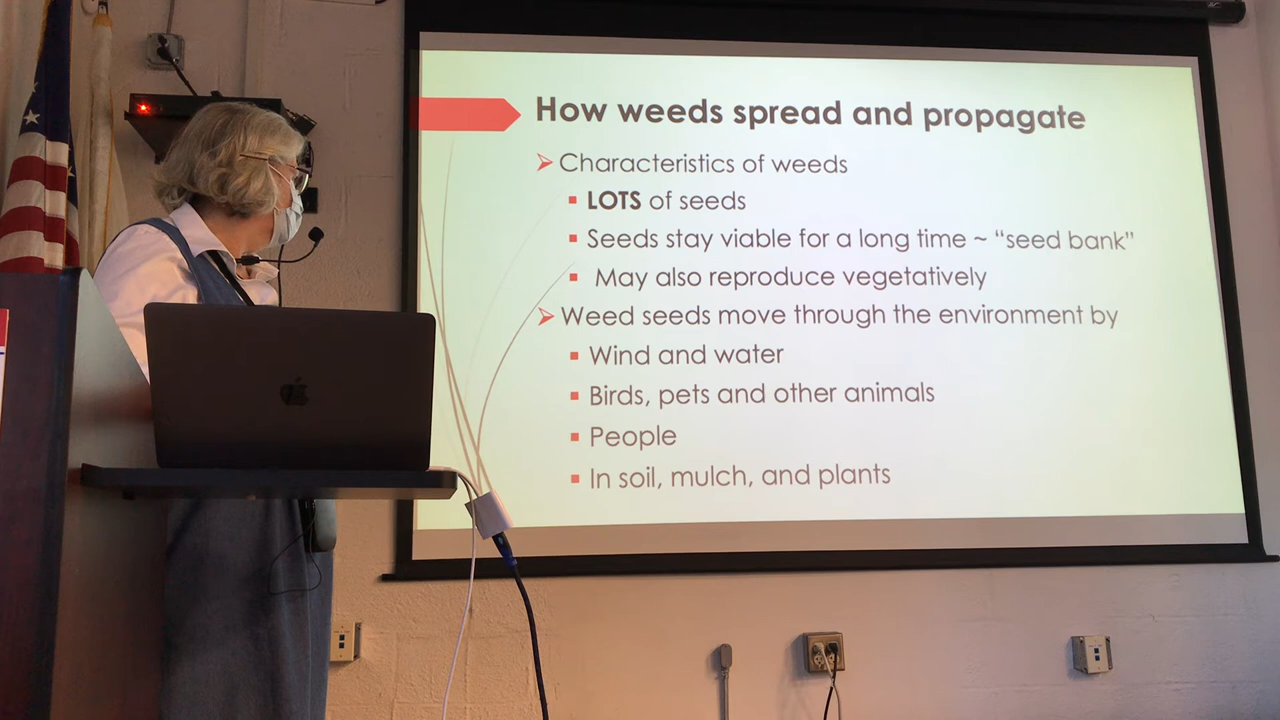 How weeds spread and propagate
Characteristics of weeds
LOTS of seeds
Seeds stay viable for a long time ~ “seed bank”
May also reproduce vegetatively
Weed seeds move through the environment by
Wind and water
Birds, pets and other animals
People
In soil, mulch, and plants